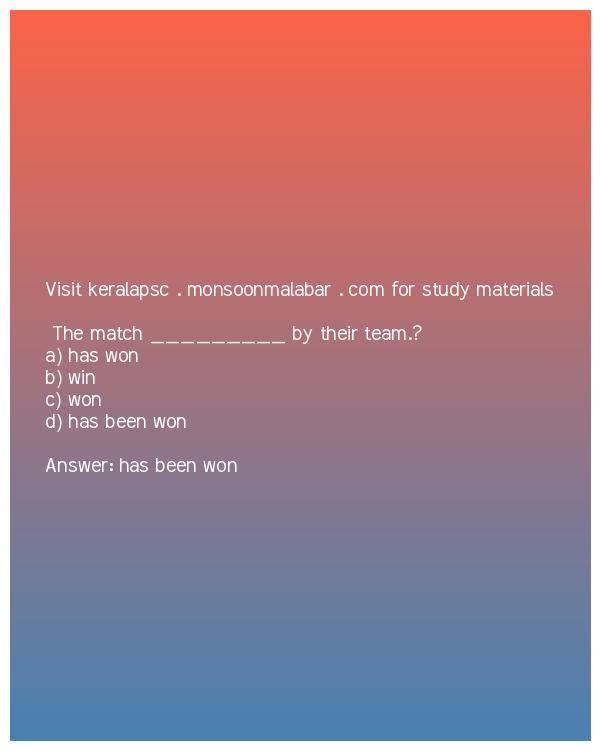 Visit keralapsc . monsoonmalabar . com for study materials
The match _________ by their team.?
a) has won
b) win
c) won
d) has been won
Answer: has been won